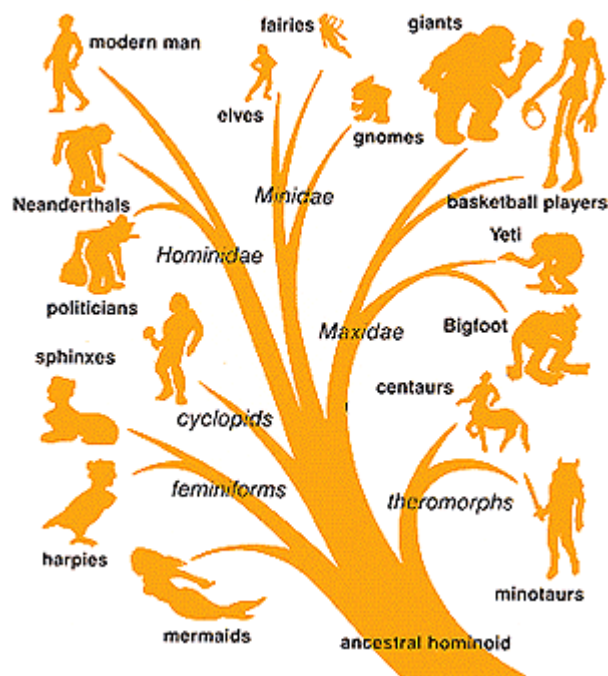 fairies
giants
modern man
elves
gnomes
Neanderthals
Minidae
basketball players
Yeti
Hominidae
politicians
Maxidae
Bigfoot
sphinxes
centaurs
cyclopids
feminiforms
theromorphs
harpies
minotaurs
mermaids
ancestral hominoid